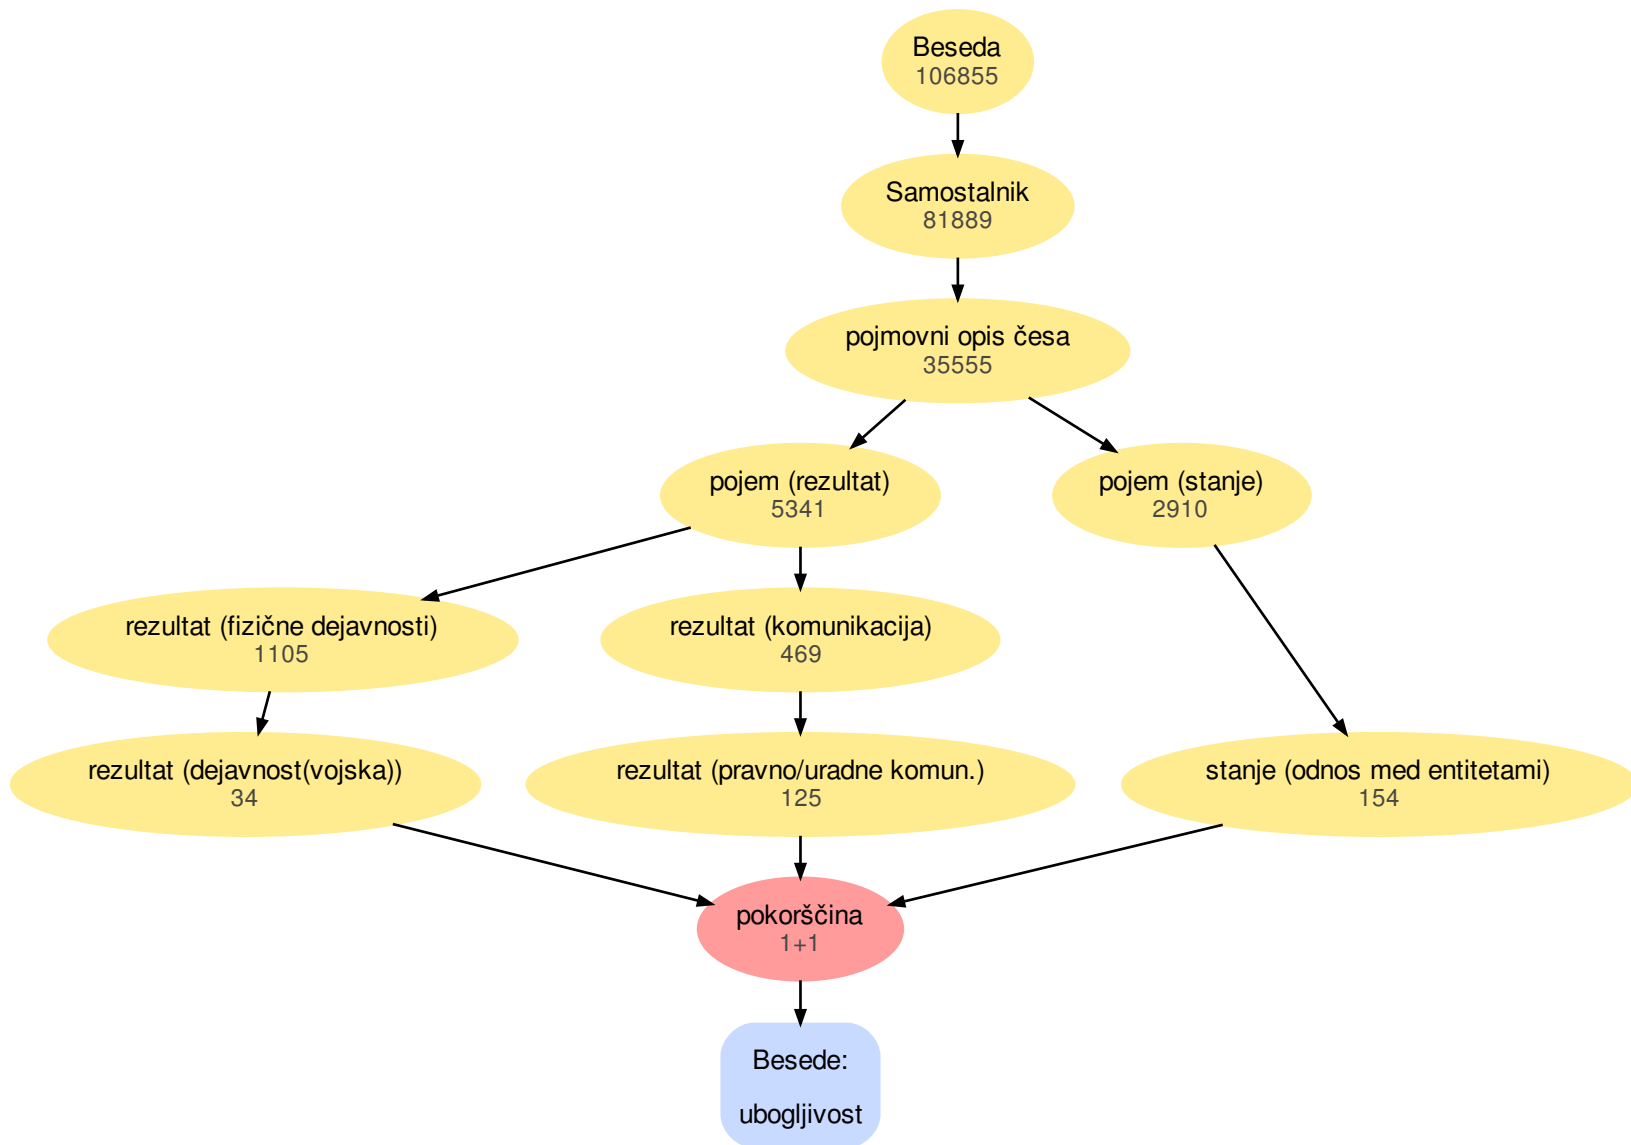 Beseda
106855
Samostalnik
81889
pojmovni opis česa
35555
pojem (rezultat)
5341
pojem (stanje)
2910
rezultat (fizične dejavnosti)
1105
rezultat (komunikacija)
469
rezultat (dejavnost(vojska))
34
rezultat (pravno/uradne komun.)
125
stanje (odnos med entitetami)
154
pokorščina
1+1
Besede:
ubogljivost